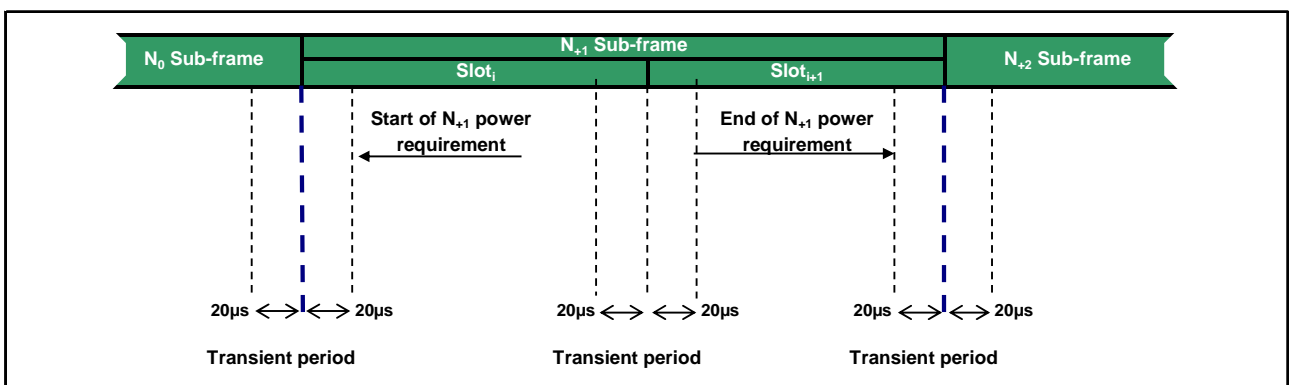 N+1 Sub-frame
N0 Sub-frame
N+2 Sub-frame
Sloti
Sloti+1
Start of N+1 power
requirement
End of N+1 power
requirement
20µs
20µs
20µs
20µs
20µs
20µs
Transient period
Transient period
Transient period